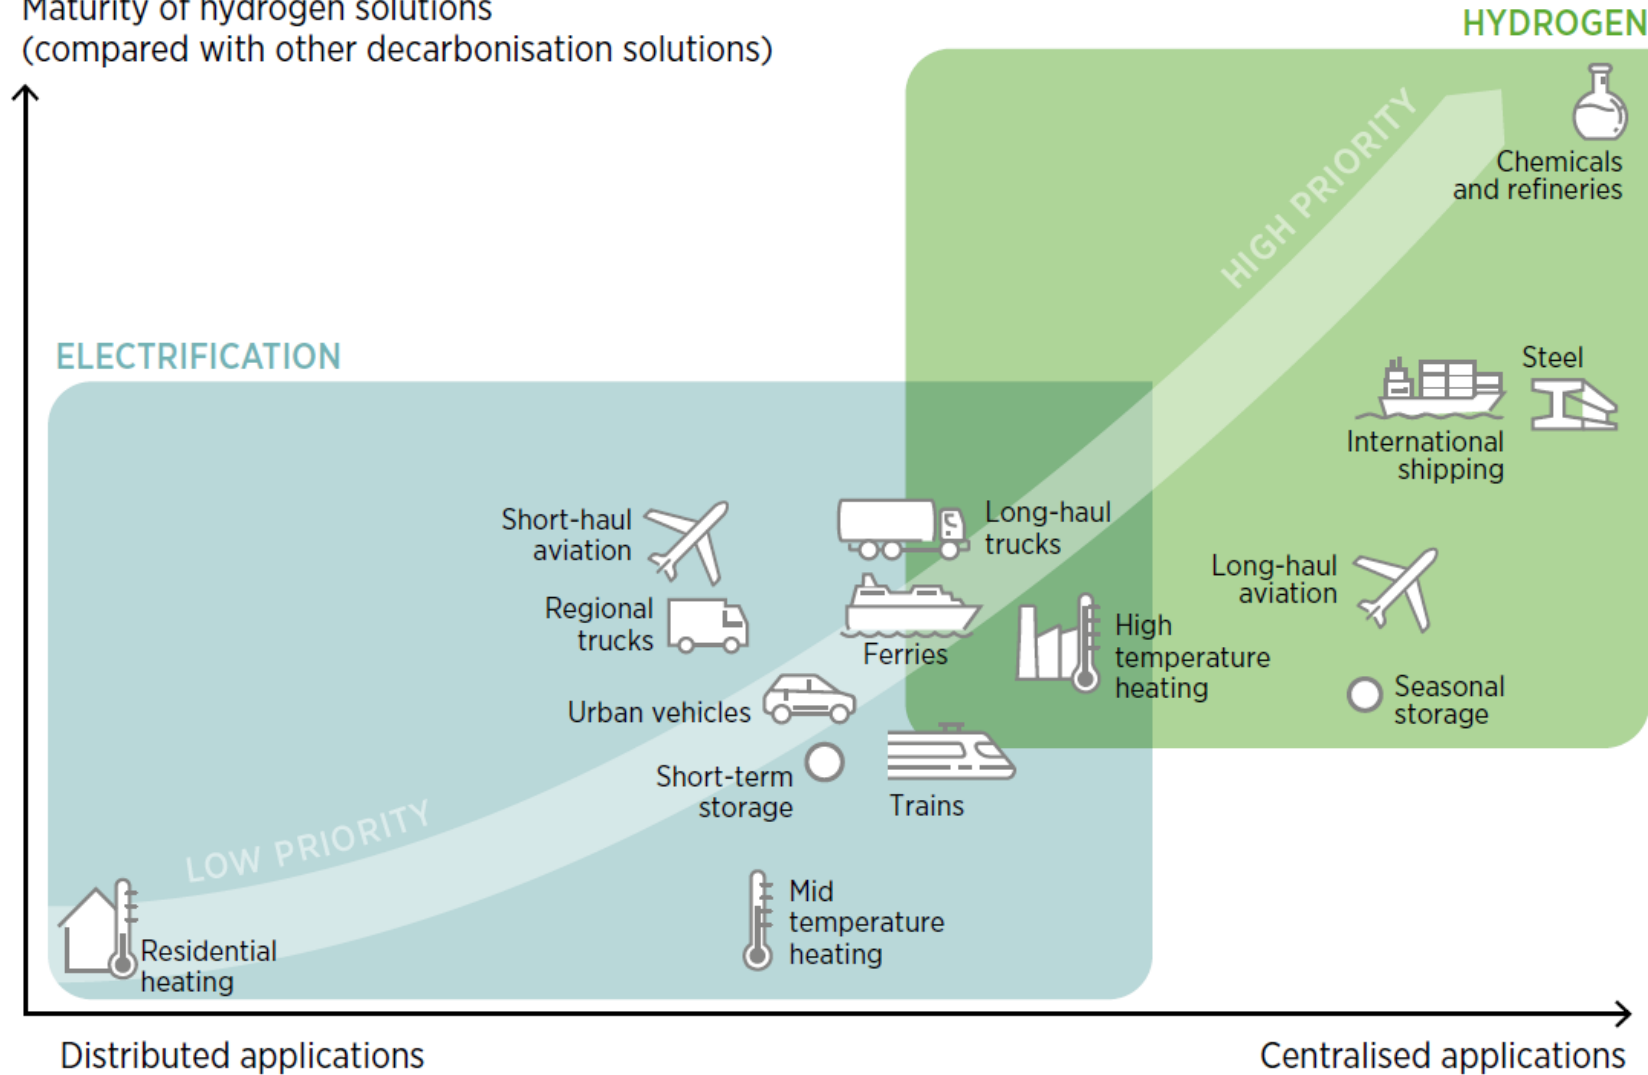 Maturity of hydrogen solutions
(compared with other decarbonisation solutions)
HYDROGEN
HIGH PRIORITY
Chemicals
and refineries
ELECTRIFICATION
Steel
International
shipping
Short-haul
aviation
Long-haul
trucks
Long-haul
aviation
Regional
trucks
Ferries
High
temperature
heating
Seasonal
storage
Urban vehicles
Short-term
storage
Trains
LOW PRIORITY
Mid
temperature
heating
Residential
heating
Distributed applications
Centralised applications